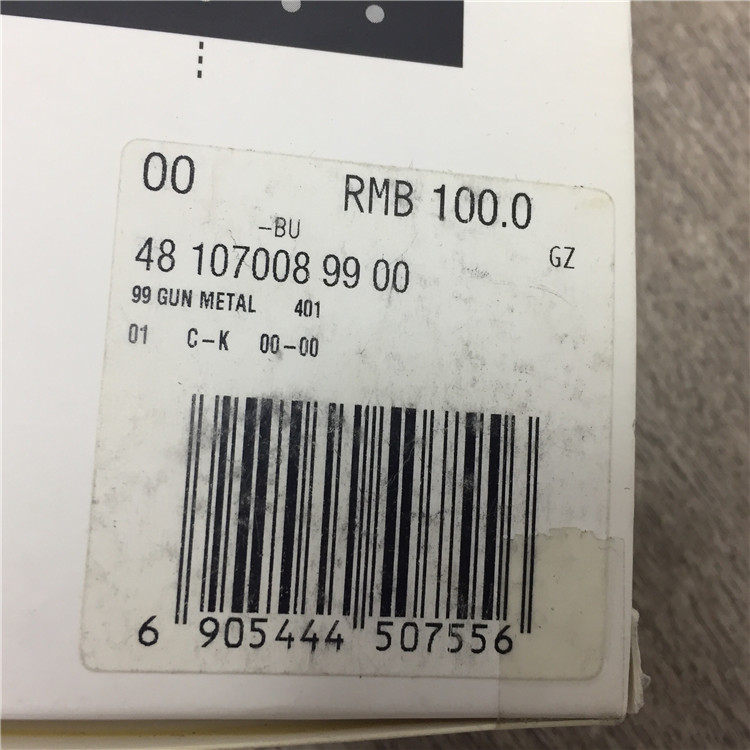 00 RMB 100.0
-BU
48 107008 99 00 GZ
99 GUN METAL 401
01 C-K 00-00
6 905444 507556